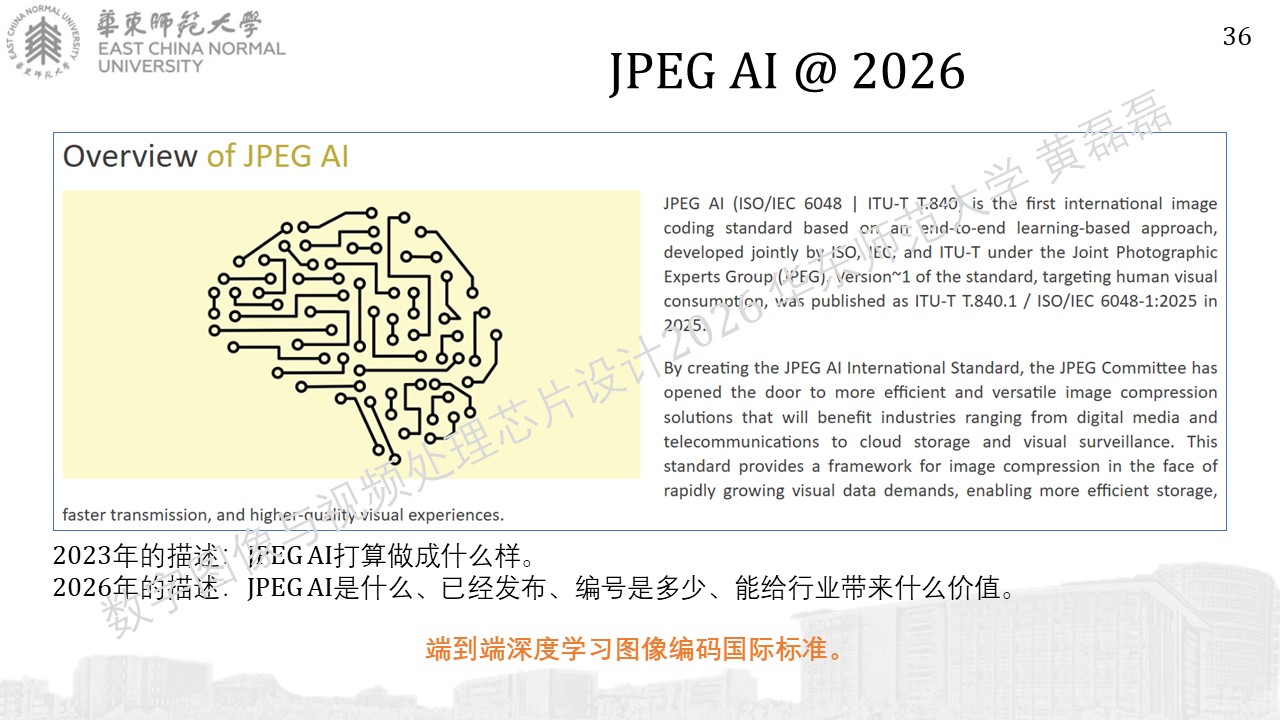 華東師範大學
EAST CHINA NORMAL
UNIVERSITY
EAST CHINA NORMAL UNIVERSITY
華東師範大學
36
JPEG AI @ 2026
Overview of JPEG AI
JPEG AI (ISO/IEC 6048 | ITU-T T.840) is the first international image
coding standard based on an end-to-end learning-based approach,
developed jointly by ISO, IEC, and ITU-T under the Joint Photographic
Experts Group (JPEG). Version~1 of the standard, targeting human visual
consumption, was published as ITU-T T.840.1 / ISO/IEC 6048-1:2025 in
2025.
By creating the JPEG AI International Standard, the JPEG Committee has
opened the door to more efficient and versatile image compression
solutions that will benefit industries ranging from digital media and
telecommunications to cloud storage and visual surveillance. This
standard provides a framework for image compression in the face of
rapidly growing visual data demands, enabling more efficient storage,
faster transmission, and higher-quality visual experiences.
2023年的描述：JPEG AI打算做成什么样。
2026年的描述：JPEG AI是什么、已经发布、编号是多少、能给行业带来什么价值。
端到端深度学习图像编码国际标准。
数字图像与视频处理芯片设计2026 华东师范大学 黄磊磊